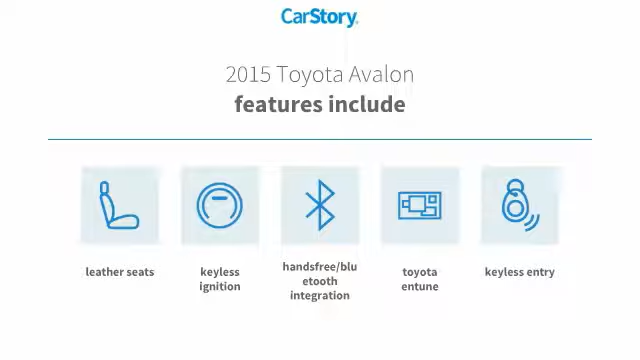 CarStory
2015 Toyota Avalon
features include
leather seats
keyless
ignition
handsfree/blu
etooth
integration
toyota
entune
keyless entry